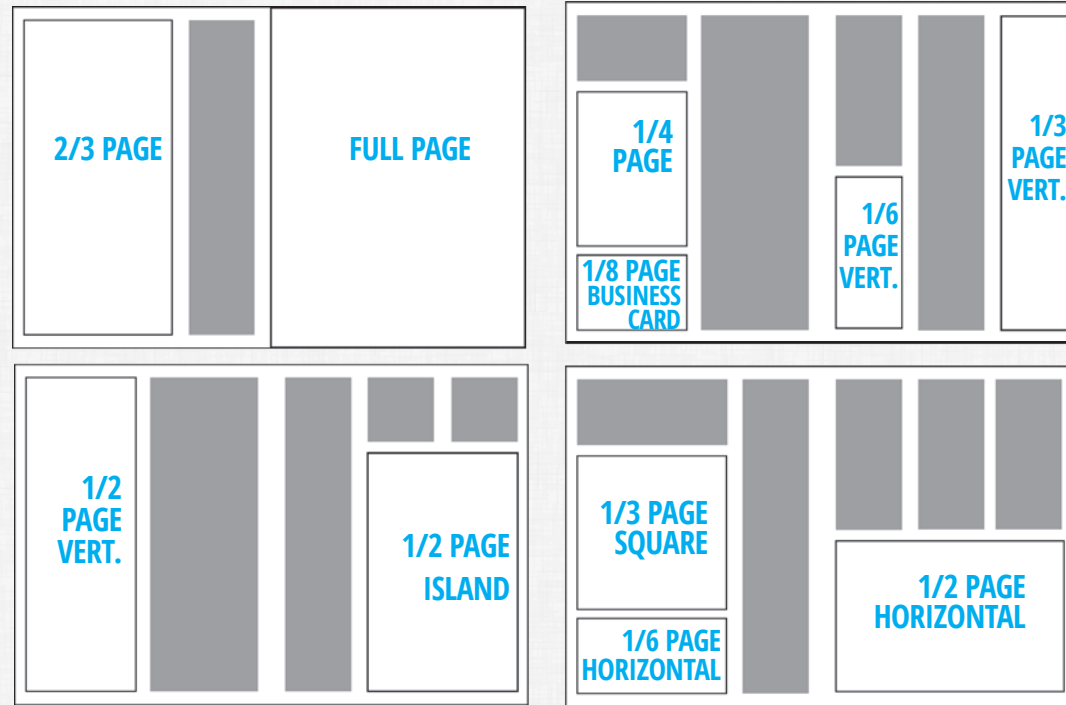 2/3 PAGE
FULL PAGE
1/4
PAGE
1/8 PAGE
BUSINESS
CARD
1/6
PAGE
VERT.
1/3
PAGE
VERT.
1/2
PAGE
VERT.
1/2 PAGE
ISLAND
1/3 PAGE
SQUARE
1/6 PAGE
HORIZONTAL
1/2 PAGE
HORIZONTAL